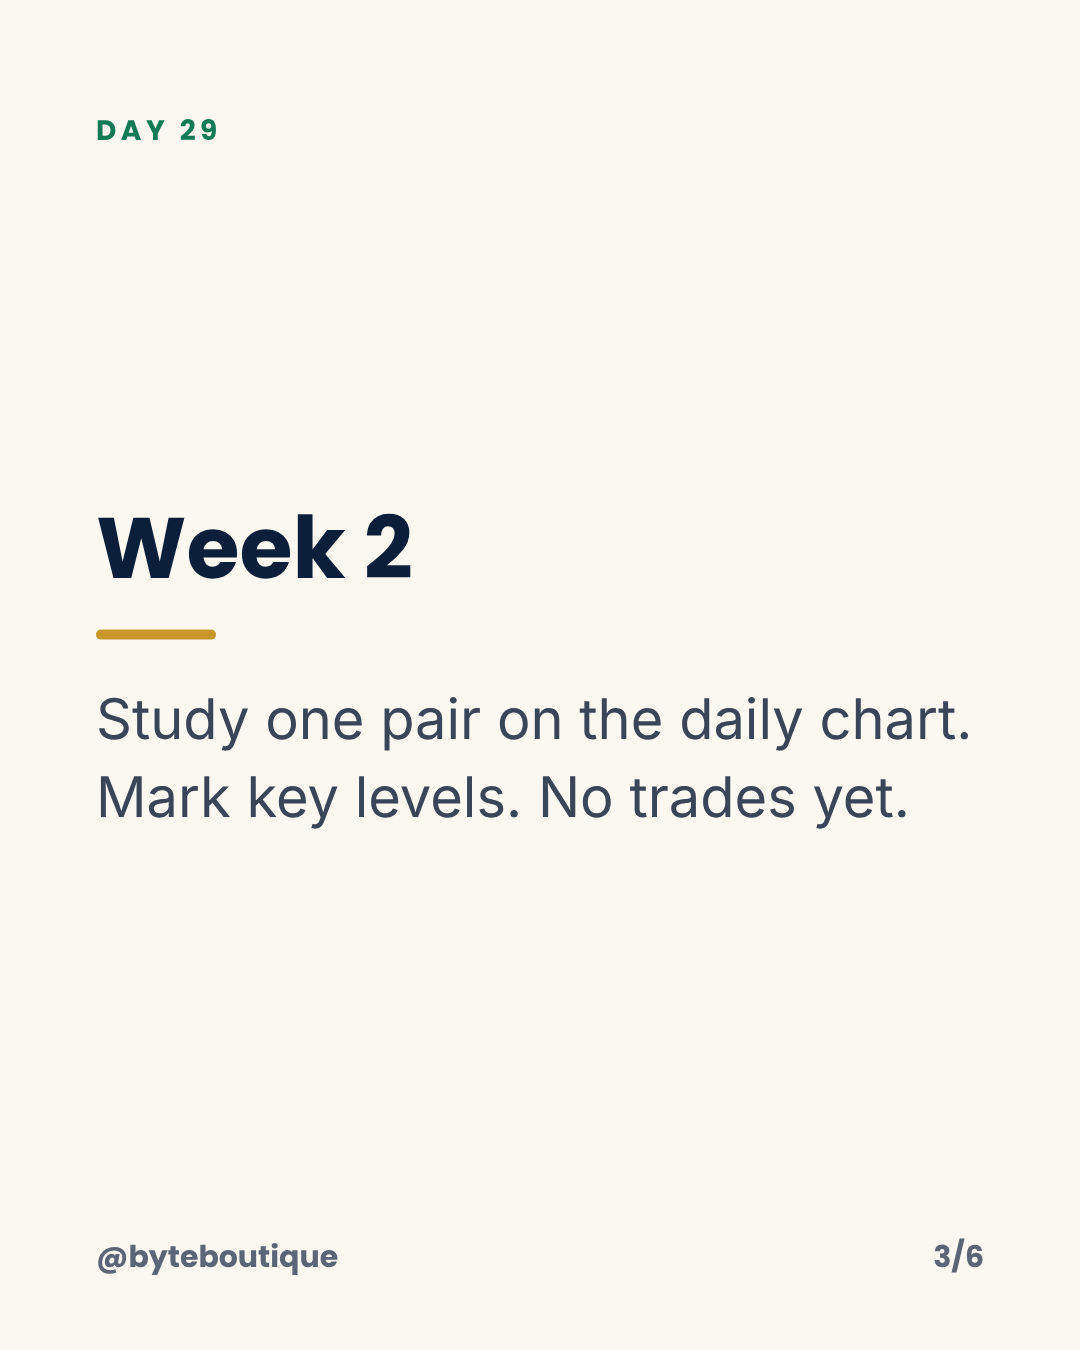 DAY 29
Week 2
Study one pair on the daily chart.
Mark key levels. No trades yet.
@byteboutique
3/6